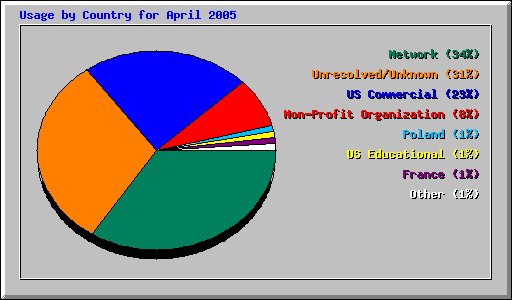 Usage by Country for April 2005
Network (34%)
Unresolved/Unknown (31%)
US Commercial (23%)
Non-Profit Organization (8%)
Poland (1%)
US Educational (1%)
France (1%)
Other (1%)